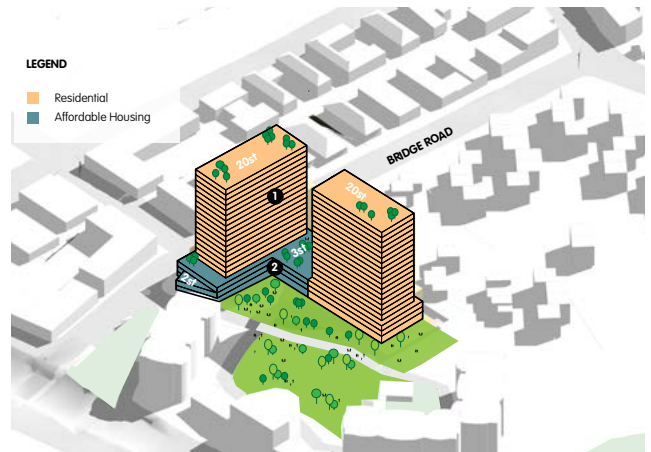 LEGEND
Residential
Affordable Housing
BRIDGE ROAD
20st
1
20st
3st
2
2st